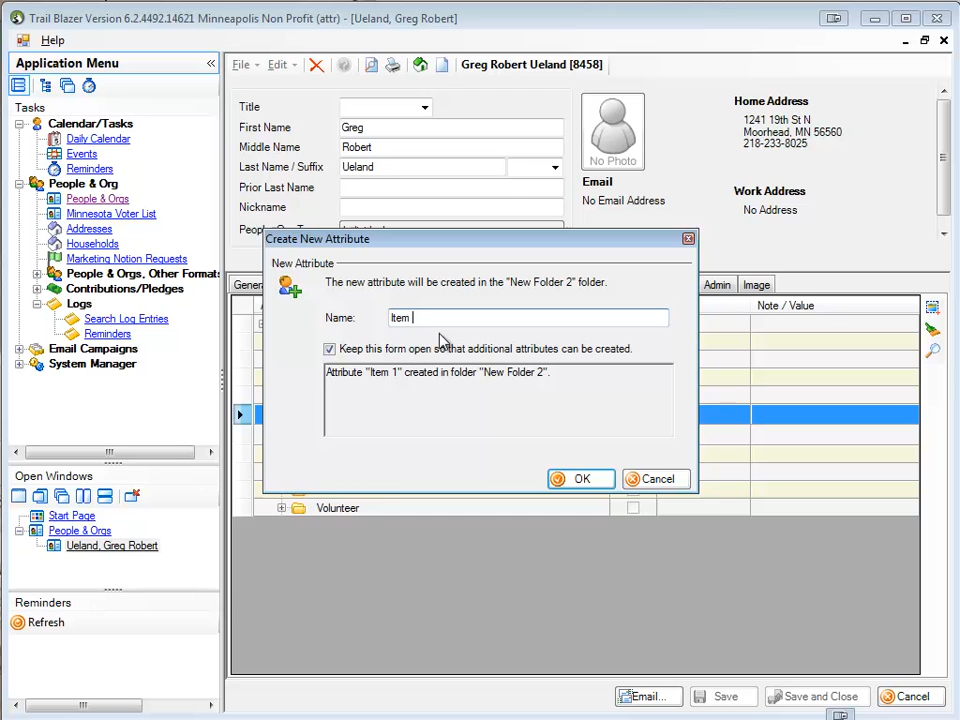 Trail Blazer Version 6.2.4492.14621 Minneapolis Non Profit (attr) - [Ueland, Greg Robert]
Help
Application Menu
Tasks
Calendar/Tasks
Daily Calendar
Events
Reminders
People & Org
People & Orgs
Minnesota Voter List
Addresses
Households
Marketing Notion Requests
People & Orgs, Other Formats
Contributions/Pledges
Logs
Search Log Entries
Reminders
Email Campaigns
System Manager
Open Windows
Start Page
People & Orgs
Ueland, Greg Robert
Reminders
Refresh
File
Edit
Greg Robert Ueland [8458]
Title
First Name
Greg
Middle Name
Robert
Last Name / Suffix
Ueland
Prior Last Name
Nickname
No Photo
Email
No Email Address
Home Address
1241 19th St N
Moorhead, MN 56560
218-233-8025
Work Address
No Address
Genera
Admin
Image
Note / Value
Volunteer
Create New Attribute
New Attribute
The new attribute will be created in the "New Folder 2" folder.
Name:
Item
Keep this form open so that additional attributes can be created.
Attribute "Item 1" created in folder "New Folder 2".
OK
Cancel
Email...
Save
Save and Close
Cancel